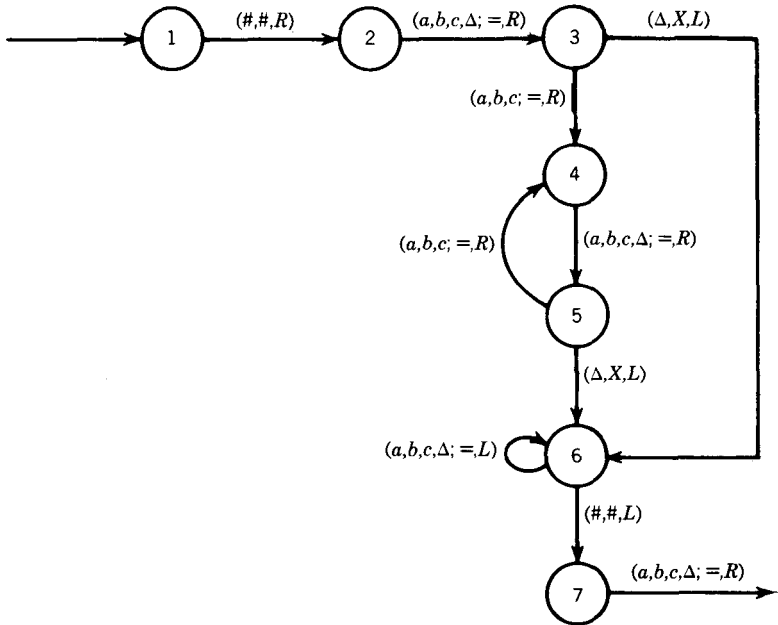 (#,#,R) (a,b,c,Δ; =,R) (Δ,X,L)
1 2 3
(a,b,c; =,R)
4
(a,b,c; =,R) (a,b,c,Δ; =,R)
5
(Δ,X,L)
(a,b,c,Δ; =,L) 6
(#,#,L)
(a,b,c,Δ; =,R)
7